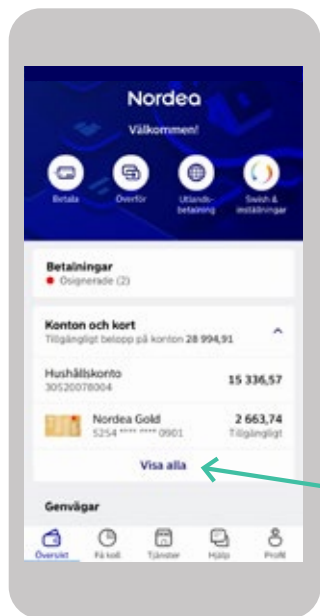 Nordea
Välkommen!
Betala
Överför
Utlands-
betalning
Swish &
inställningar
Betalningar
Osignerade (2)
Konton och kort
Tillgängligt belopp på konton 28 994,91
Hushållskonto
15 336,57
30520078004
Nordea Gold
2 663,74
5254 **** **** 0901
Tillgängligt
Visa alla
Genvägar
Översikt
Få koll
Tjänster
Hjälp
Profil